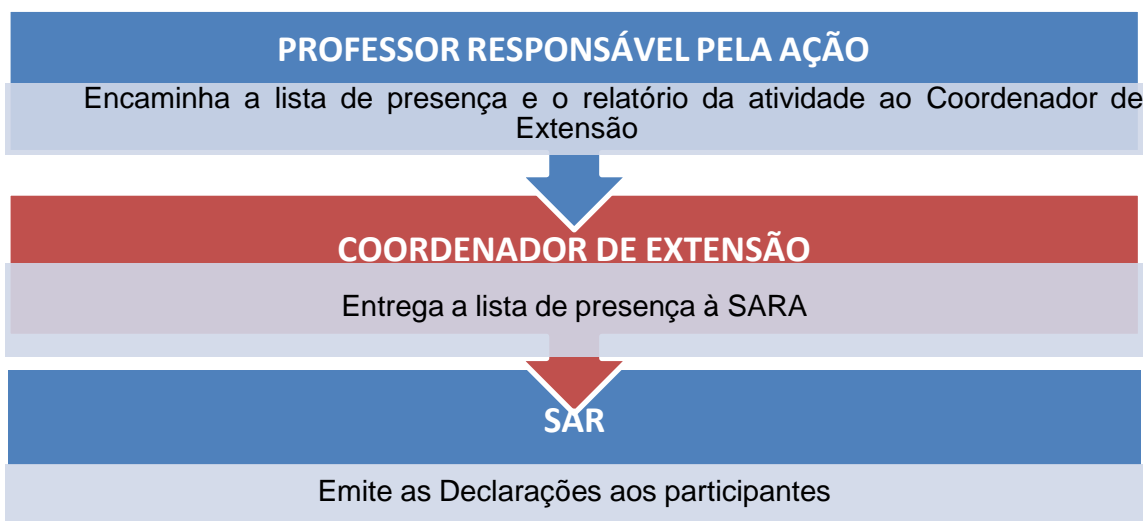 PROFESSOR RESPONSÁVEL PELA AÇÃO
Encaminha a lista de presença e o relatório da atividade ao Coordenador de
Extensão
COORDENADOR DE EXTENSÃO
Entrega a lista de presença à SARA
SAR
Emite as Declarações aos participantes